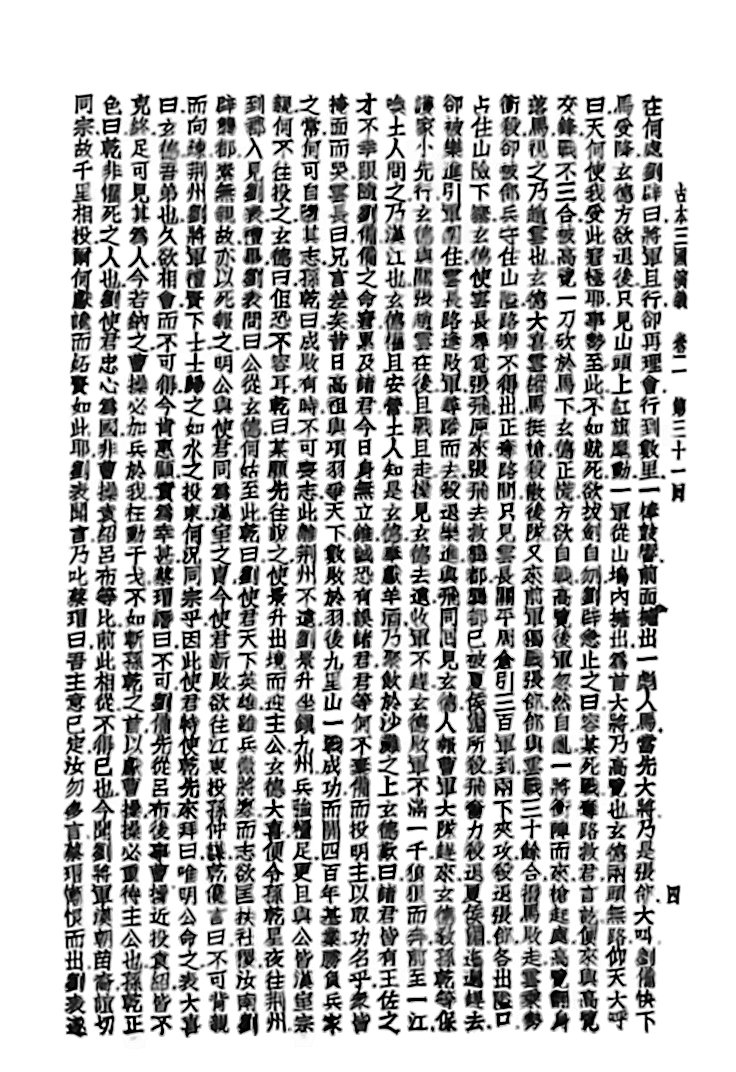 古本三國演義　卷二　第三十一回　四
在何處劉辟曰將軍且行卻再理會行到數里一棒鼓響前面擁出一彪人馬當先大將乃是張郃大叫劉備快下
馬受降玄德方欲退後只見山頭上紅旗麾動一軍從山塢內擁出為首大將乃高覽也玄德兩頭無路仰天大呼
曰天何使我受此窘極耶事勢至此不如就死欲拔劍自刎劉辟急止之曰容某死戰奪路救君言訖便來與高覽
交鋒戰不三合被高覽一刀砍於馬下玄德正慌方欲自戰高覽後軍忽然自亂一將衝陣而來槍起處高覽翻身
落馬視之乃趙雲也玄德大喜雲縱馬挺槍殺散後隊又來前軍獨戰張郃郃與雲戰三十餘合撥馬敗走雲乘勢
衝殺卻被郃兵守住山隘路窄不得出正奪路間只見雲長關平周倉引三百軍到兩下夾攻殺退張郃各出隘口
占住山險下寨玄德使雲長尋覓張飛原來張飛去救龔都龔都已被夏侯淵所殺飛奮力殺退夏侯淵迤邐趕去
卻被樂進引軍圍住雲長路逢敗軍尋蹤而去殺退樂進與飛同回見玄德人報曹軍大隊趕來玄德教孫乾等保
護家小先行玄德與關張趙雲在後且戰且走操見玄德去遠收軍不趕玄德敗軍不滿一千狼狽而奔前至一江
喚土人問之乃漢江也玄德權且安營土人知是玄德奉獻羊酒乃聚飲於沙灘之上玄德歎曰諸君皆有王佐之
才不幸跟隨劉備備之命窘累及諸君今日身無立錐誠恐有誤諸君君等何不棄備而投明主以取功名乎眾皆
掩面而哭雲長曰兄言差矣昔日高祖與項羽爭天下數敗於羽後九里山一戰成功而開四百年基業勝負兵家
之常何可自隳其志孫乾曰成敗有時不可喪志此離荊州不遠劉景升坐鎮九州兵強糧足更且與公皆漢室宗
親何不往投之玄德曰但恐不容耳乾曰某願先往說之使景升出境而迎主公玄德大喜便令孫乾星夜往荊州
到郡入見劉表禮畢劉表問曰公從玄德何故至此乾曰劉使君天下英雄雖兵微將寡而志欲匡扶社稷汝南劉
辟龔都素無親故亦以死報之明公與使君同為漢室之胄今使君新敗欲往江東投孫仲謀乾僭言曰不可背親
而向疎荊州劉將軍禮賢下士士歸之如水之投東何況同宗乎因此使君特使乾先來拜白唯明公命之表大喜
曰玄德吾弟也久欲相會而不可得今肯惠顧實為幸甚蔡瑁譖曰不可劉備先從呂布後事曹操近投袁紹皆不
克終足可見其為人今若納之曹操必加兵於我枉動干戈不如斬孫乾之首以獻曹操操必重待主公也孫乾正
色曰乾非懼死之人也劉使君忠心為國非曹操袁紹呂布等比前此相從不得已也今聞劉將軍漢朝苗裔誼切
同宗故千里相投爾何獻讒而妒賢如此耶劉表聞言乃叱蔡瑁曰吾主意已定汝勿多言蔡瑁慚恨而出劉表遂